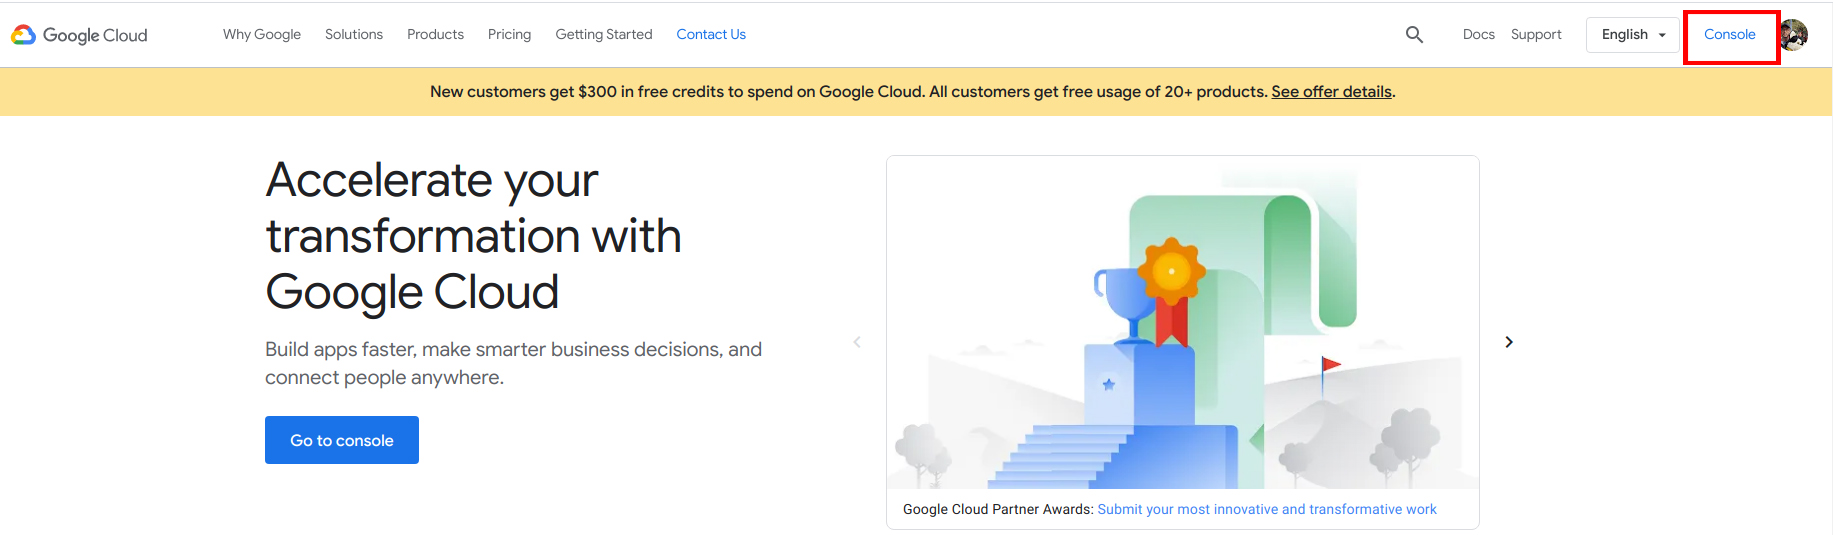 Google Cloud
Why Google
Solutions
Products
Pricing
Getting Started
Contact Us
Docs
Support
English
Console
New customers get $300 in free credits to spend on Google Cloud. All customers get free usage of 20+ products. See offer details.
Accelerate your
transformation with
Google Cloud
Build apps faster, make smarter business decisions, and
connect people anywhere.
Go to console
Google Cloud Partner Awards: Submit your most innovative and transformative work